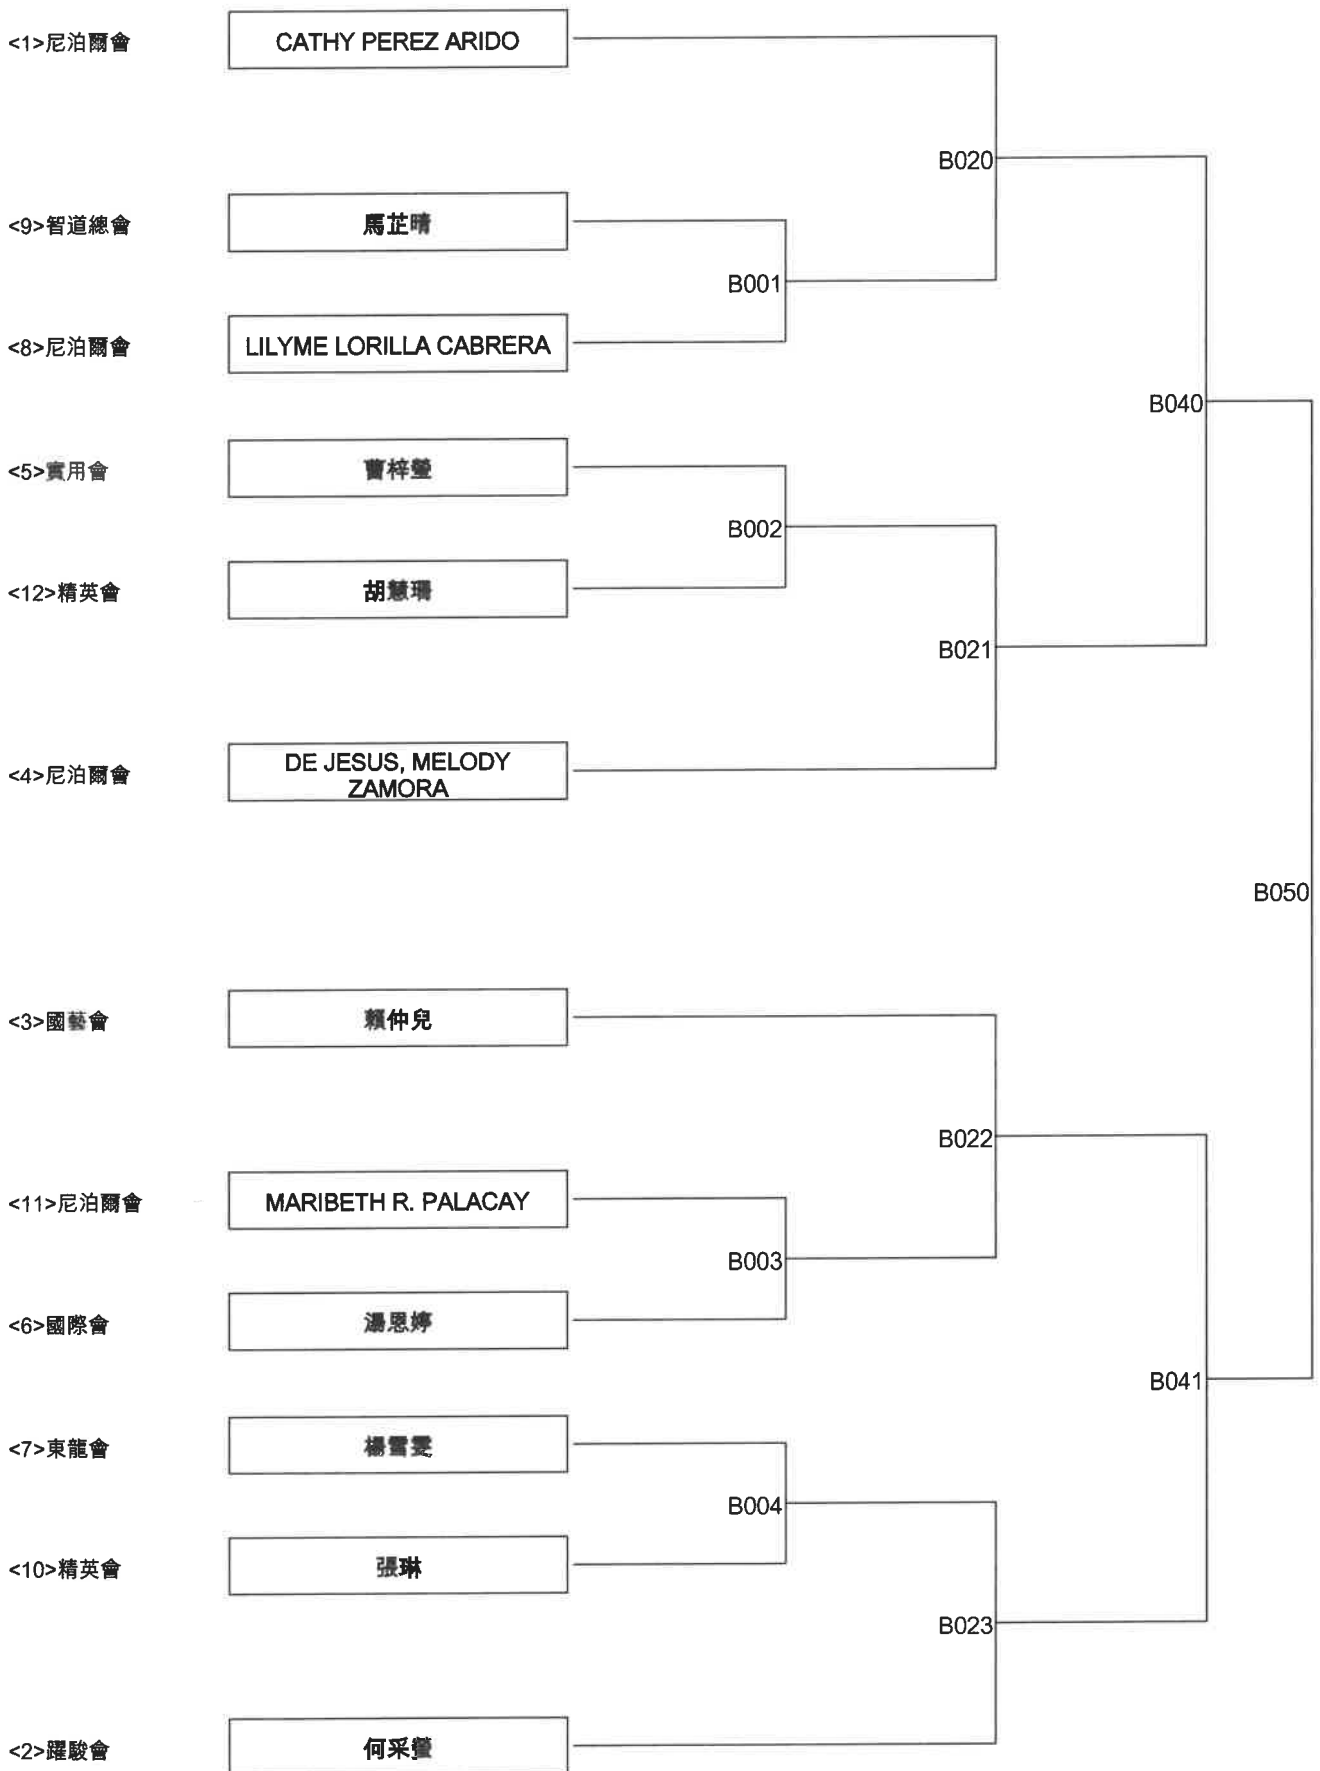 <1>尼泊爾會
CATHY PEREZ ARIDO
B020
<9>智道總會
馬芷晴
B001
<8>尼泊爾會
LILYME LORILLA CABRERA
B040
<5>實用會
曹梓瑩
B002
<12>精英會
胡慧珊
B021
<4>尼泊爾會
DE JESUS, MELODY
ZAMORA
B050
<3>國藝會
賴仲兒
B022
<11>尼泊爾會
MARIBETH R. PALACAY
B003
<6>國際會
湯恩婷
B041
<7>東龍會
楊雪雯
B004
<10>精英會
張琳
B023
<2>躍駿會
何采螢